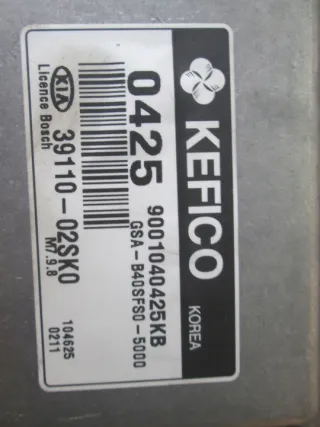 KEFICO KOREA
0425 9001040425KB
GSA-B40SFS0-5000
KIA 39110-02SK0
Licence Bosch M7.9.8
104625
0211